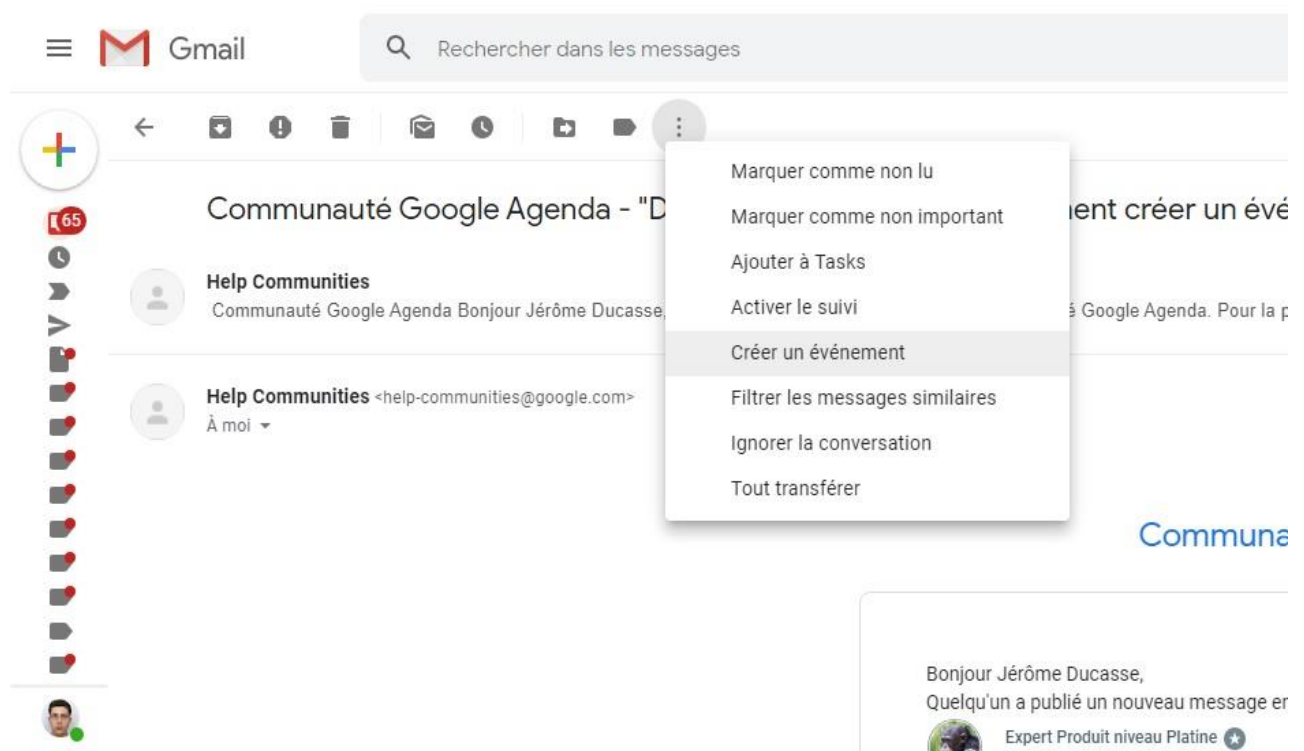 Gmail
Rechercher dans les messages
65
Marquer comme non lu
Marquer comme non important
Ajouter à Tasks
Activer le suivi
Créer un événement
Filtrer les messages similaires
Ignorer la conversation
Tout transférer
Communauté Google Agenda - "D
créer un évé
Help Communities
Communauté Google Agenda Bonjour Jérôme Ducasse,
Google Agenda. Pour la p
Help Communities <help-communities@google.com>
À moi
Communa
Bonjour Jérôme Ducasse,
Quelqu'un a publié un nouveau message en
Expert Produit niveau Platine